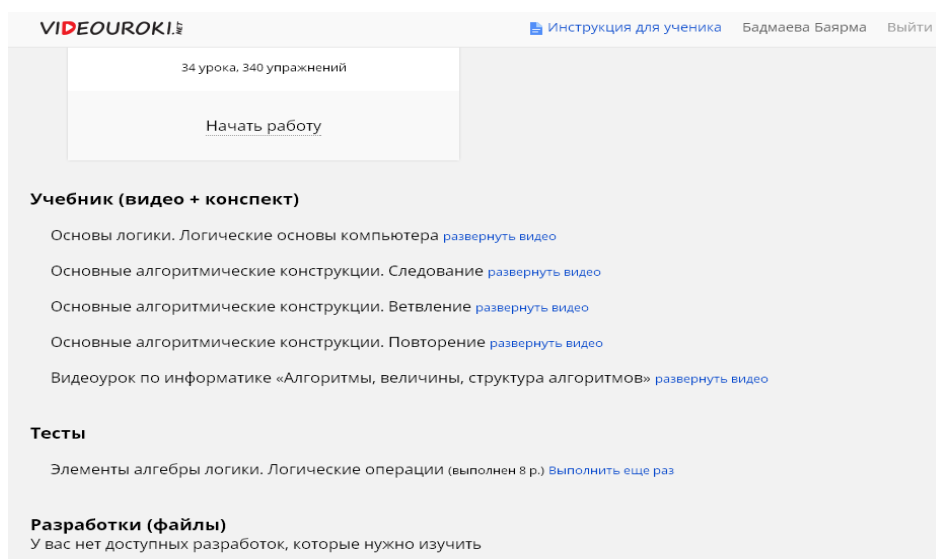 VIDEOUROKI.NET
Инструкция для ученика Бадмаева Баярма Выйти
34 урока, 340 упражнений
Начать работу
Учебник (видео + конспект)
Основы логики. Логические основы компьютера развернуть видео
Основные алгоритмические конструкции. Следование развернуть видео
Основные алгоритмические конструкции. Ветвление развернуть видео
Основные алгоритмические конструкции. Повторение развернуть видео
Видеоурок по информатике «Алгоритмы, величины, структура алгоритмов» развернуть видео
Тесты
Элементы алгебры логики. Логические операции (выполнен 8 р.) Выполнить еще раз
Разработки (файлы)
У вас нет доступных разработок, которые нужно изучить